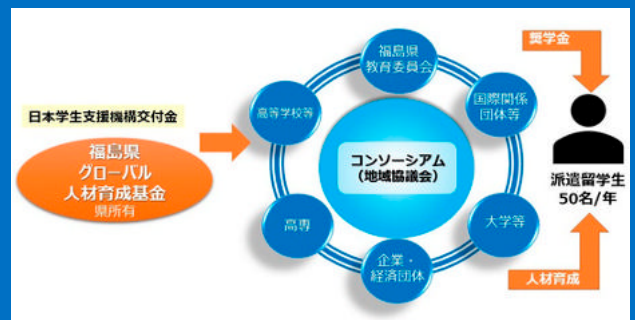 日本学生支援機構交付金
福島県
グローバル
人材育成基金
県所有
福島県
教育委員会
高等学校等
国際関係
団体等
コンソーシアム
(地域協議会)
高専
大学等
企業・
経済団体
奨学金
派遣留学生
50名/年
人材育成